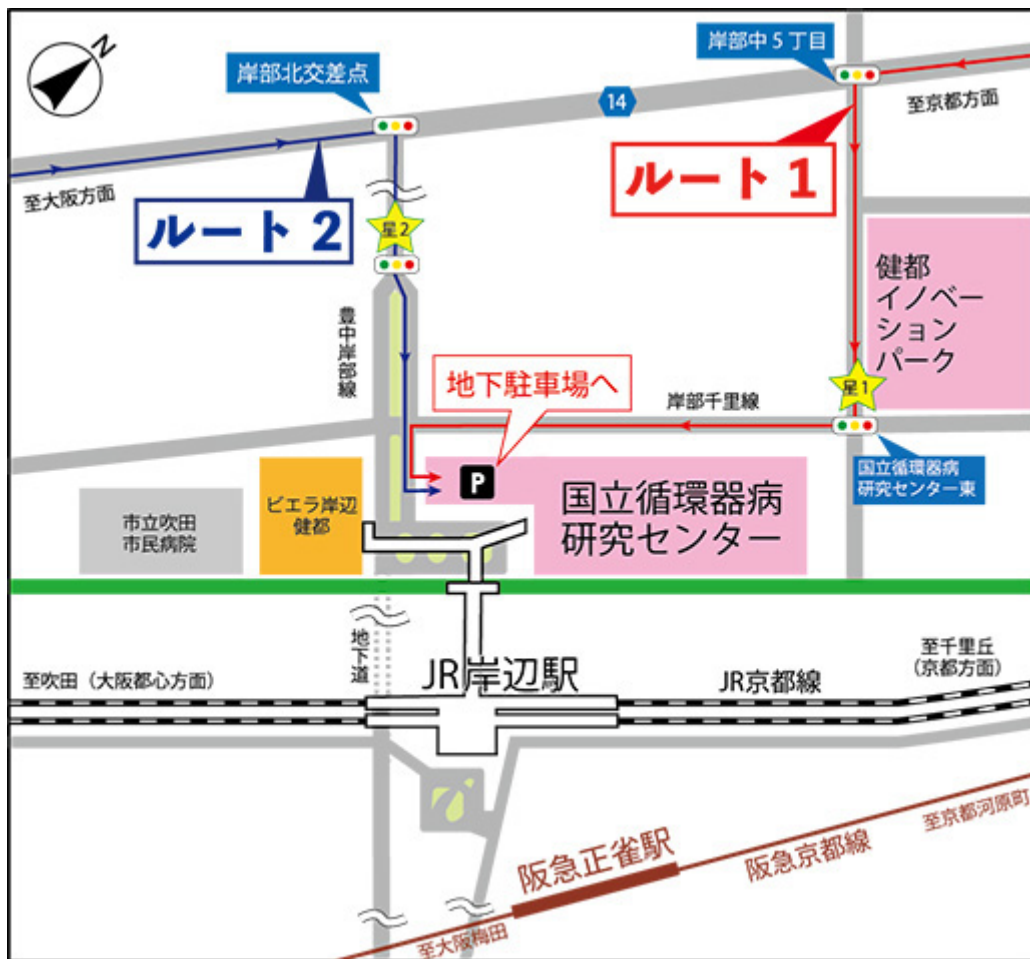 N
岸部中5丁目
岸部北交差点
14
至京都方面
ルート1
至大阪方面
ルート2
星2
健都
イノベー
ション
パーク
豊中岸部線
地下駐車場へ
星1
岸部千里線
P
国立循環器病
研究センター東
国立循環器病
研究センター
ビエラ岸辺
健都
市立吹田
市民病院
地下道
至千里丘
(京都方面)
至吹田(大阪都心方面)
JR岸辺駅
JR京都線
至京都河原町
阪急正雀駅
阪急京都線
至大阪梅田